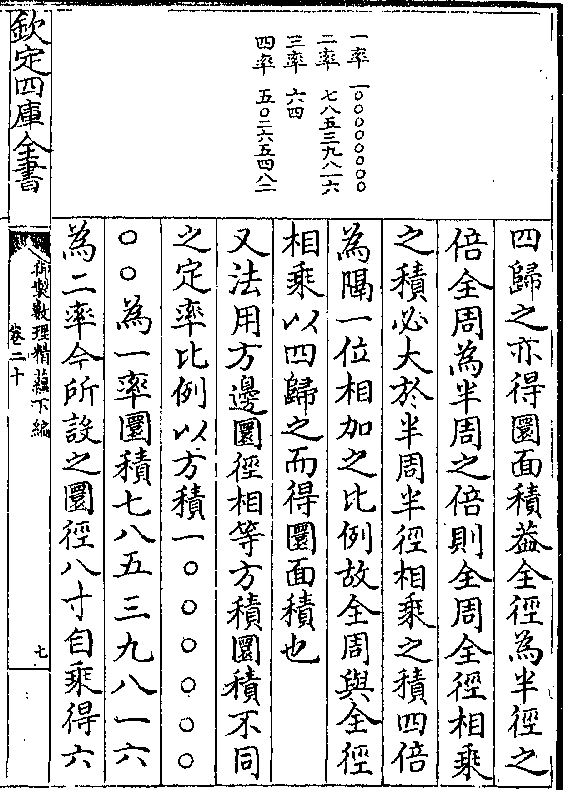 一率 一〇〇〇〇〇〇〇〇
二率 七八五三九八一六
三率 六四
四率 五〇二六五四八二
四歸之亦得圜面積葢全徑為半徑之
倍全周為半周之倍則全周全徑相乗
之積必大於半周半徑相乗之積四倍
為隔一位相加之比例故全周與全徑
相乗以四歸之而得圜面積也
又法用方邊圜徑相等方積圜積不同
之定率比例以方積一〇〇〇〇〇〇
〇〇為一率圜積七八五三九八一六
為二率今所設之圜徑八寸自乗得六
欽定四庫全書
御製數理精藴下編
卷二十
七